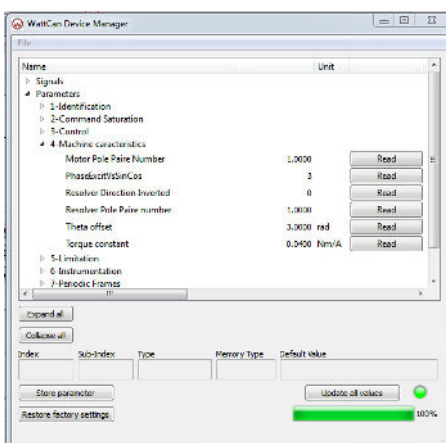 WattCan Device Manager
File
Name Unit
Signals
Parameters
1-Identification
2-Command Saturation
3-Control
4-Machine caracteristics
Motor Pole Paire Number 1.0000 Read
PhaseExcitVsSinCos 3 Read
Resolver Direction Inverted 0 Read
Resolver Pole Paire number 1.0000 Read
Theta offset 3.0000 rad Read
Torque constant 0.0400 Nm/A Read
5-Limitation
6-Instrumentation
7-Periodic Frames
Expand all
Collapse all
Index Sub-Index Type Memory Type Default Value
Store parameter Update all values
Restore factory settings 100%